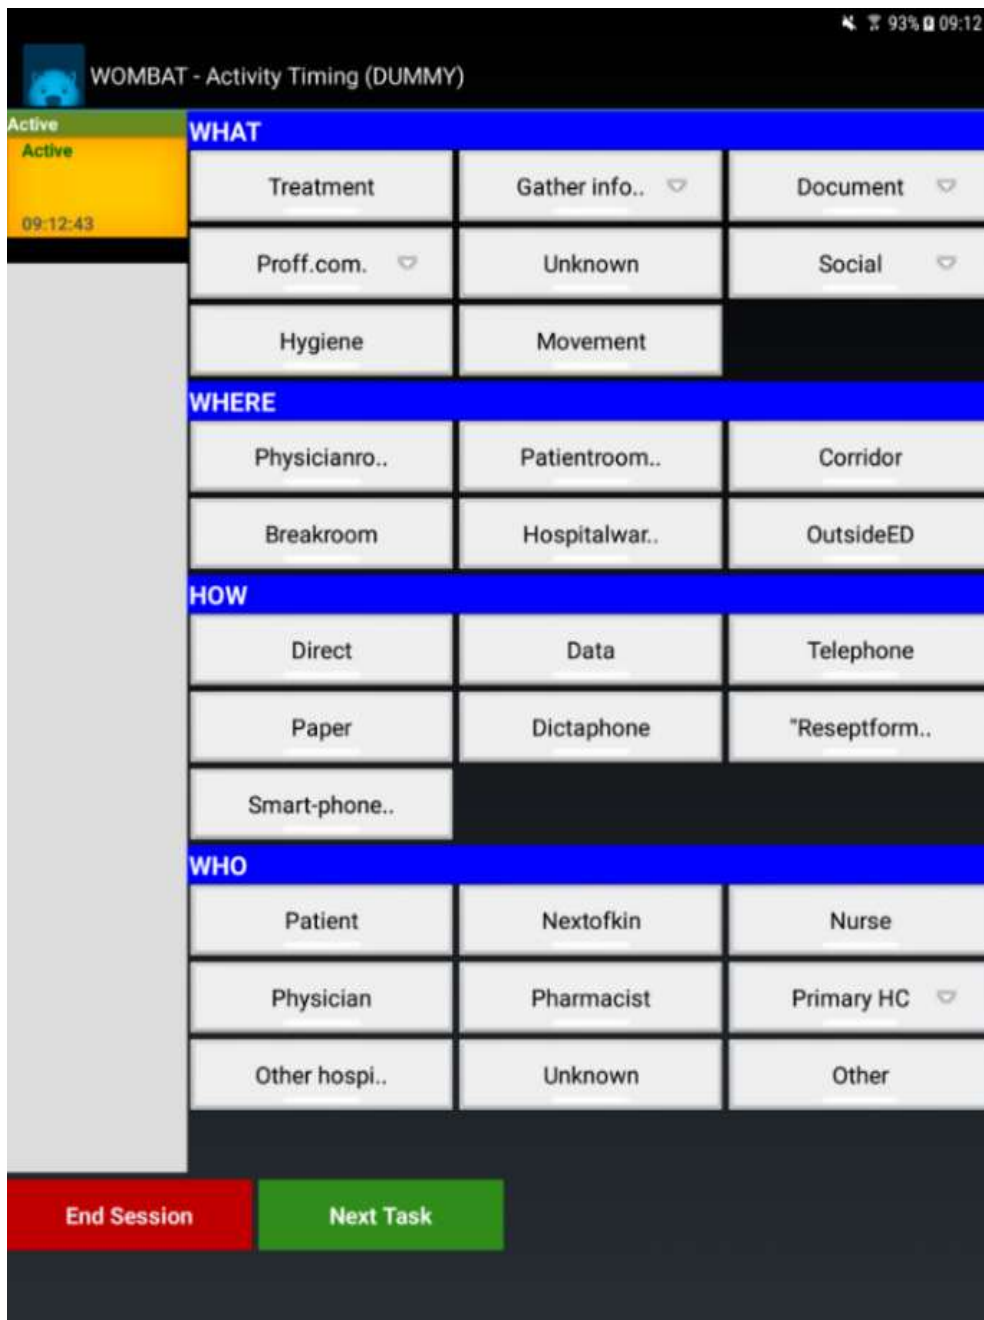 93% 09:12
WOMBAT - Activity Timing (DUMMY)
Active
Active
09:12:43
WHAT
Treatment Gather info.. Document
Proff.com. Unknown Social
Hygiene Movement
WHERE
Physicianro.. Patientroom.. Corridor
Breakroom Hospitalwar.. OutsideED
HOW
Direct Data Telephone
Paper Dictaphone "Reseptform..
Smart-phone..
WHO
Patient Nextofkin Nurse
Physician Pharmacist Primary HC
Other hospi.. Unknown Other
End Session Next Task